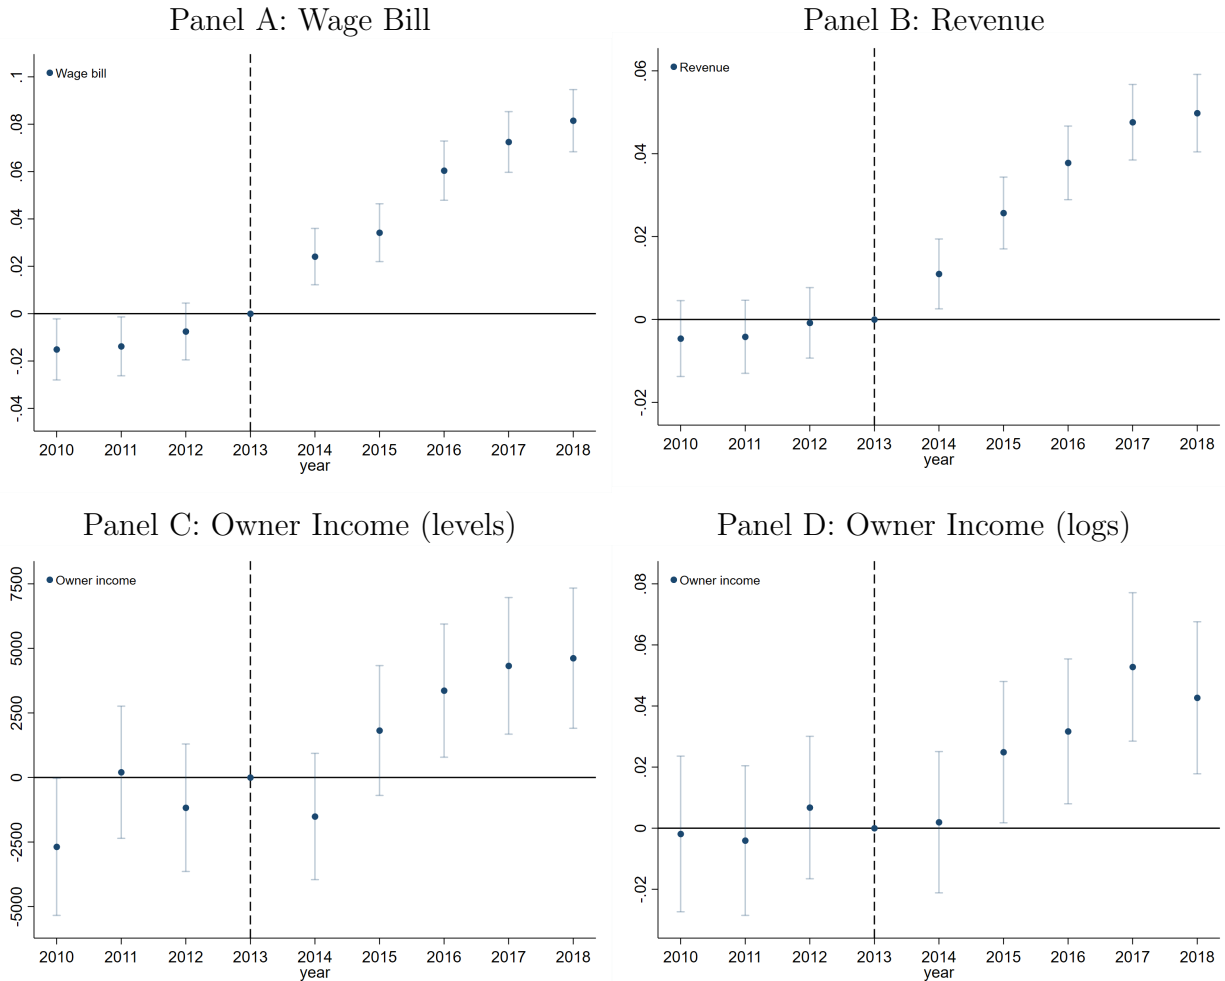 Panel A: Wage Bill
Wage bill
.1
.08
.06
.04
.02
0
-.02
-.04
2010 2011 2012 2013 2014 2015 2016 2017 2018
year
Panel B: Revenue
Revenue
.06
.04
.02
0
-.02
2010 2011 2012 2013 2014 2015 2016 2017 2018
year
Panel C: Owner Income (levels)
Owner income
7500
5000
2500
0
-2500
-5000
2010 2011 2012 2013 2014 2015 2016 2017 2018
year
Panel D: Owner Income (logs)
Owner income
.08
.06
.04
.02
0
-.02
2010 2011 2012 2013 2014 2015 2016 2017 2018
year